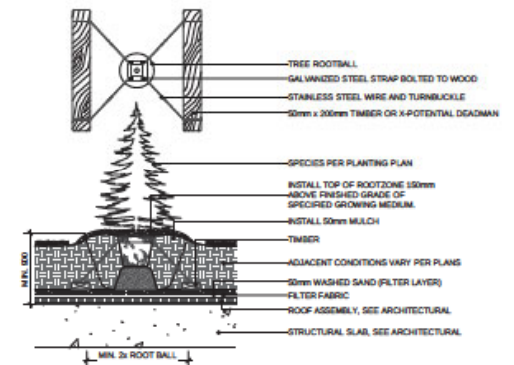 TREE ROOTBALL
GALVANIZED STEEL STRAP BOLTED TO WOOD
STAINLESS STEEL WIRE AND TURNBUCKLE
50mm x 200mm TIMBER OR X-POTENTIAL DEADMAN
SPECIES PER PLANTING PLAN
INSTALL TOP OF ROOTZONE 150mm
ABOVE FINISHED GRADE OF
SPECIFIED GROWING MEDIUM.
INSTALL 50mm MULCH
TIMBER
ADJACENT CONDITIONS VARY PER PLANS
50mm WASHED SAND (FILTER LAYER)
FILTER FABRIC
ROOF ASSEMBLY, SEE ARCHITECTURAL
STRUCTURAL SLAB, SEE ARCHITECTURAL
MIN. 600
MIN. 2x ROOT BALL